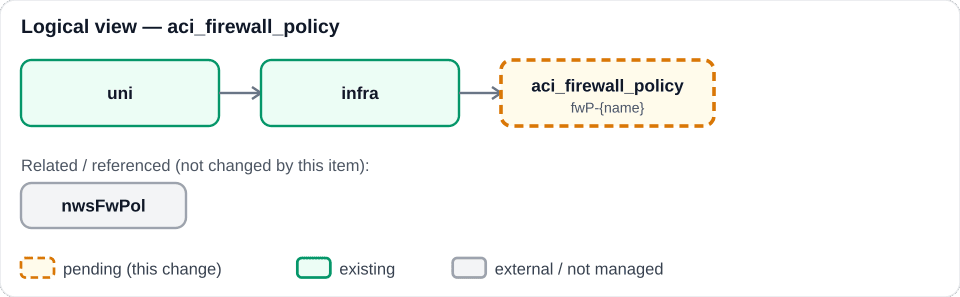 Logical view — aci_firewall_policy
uni
infra
aci_firewall_policy
fwP-{name}
Related / referenced (not changed by this item):
nwsFwPol
pending (this change)
existing
external / not managed